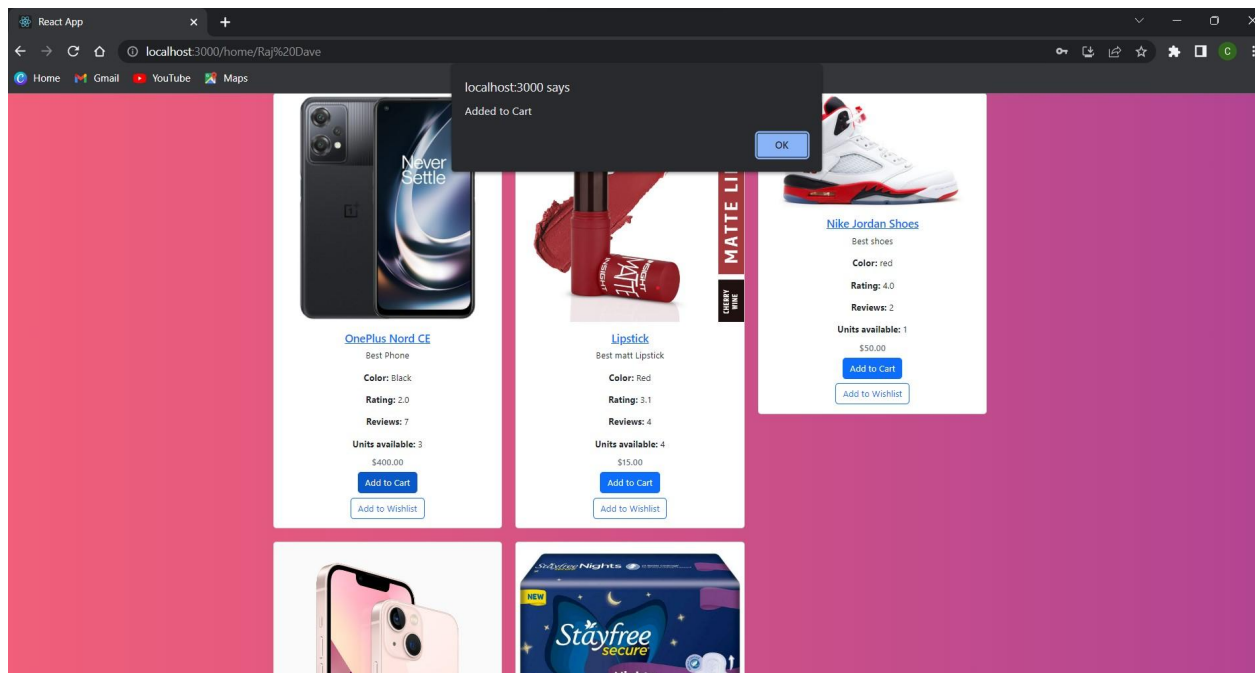 React App
localhost:3000/home/Raj%20Dave
C
Home
Gmail
YouTube
Maps
localhost:3000 says
Added to Cart
OK
Never
Settle
OnePlus Nord CE
Best Phone
Color: Black
Rating: 2.0
Reviews: 7
Units available: 3
$400.00
Add to Cart
Add to Wishlist
MATTE LI
CHERRY
WINE
INSIGHT
MATTE
INSIGHT
Lipstick
Best matt Lipstick
Color: Red
Rating: 3.1
Reviews: 4
Units available: 4
$15.00
Add to Cart
Add to Wishlist
Nike Jordan Shoes
Best shoes
Color: red
Rating: 4.0
Reviews: 2
Units available: 1
$50.00
Add to Cart
Add to Wishlist
Stayfree Nights
NEW
Stayfree
secure